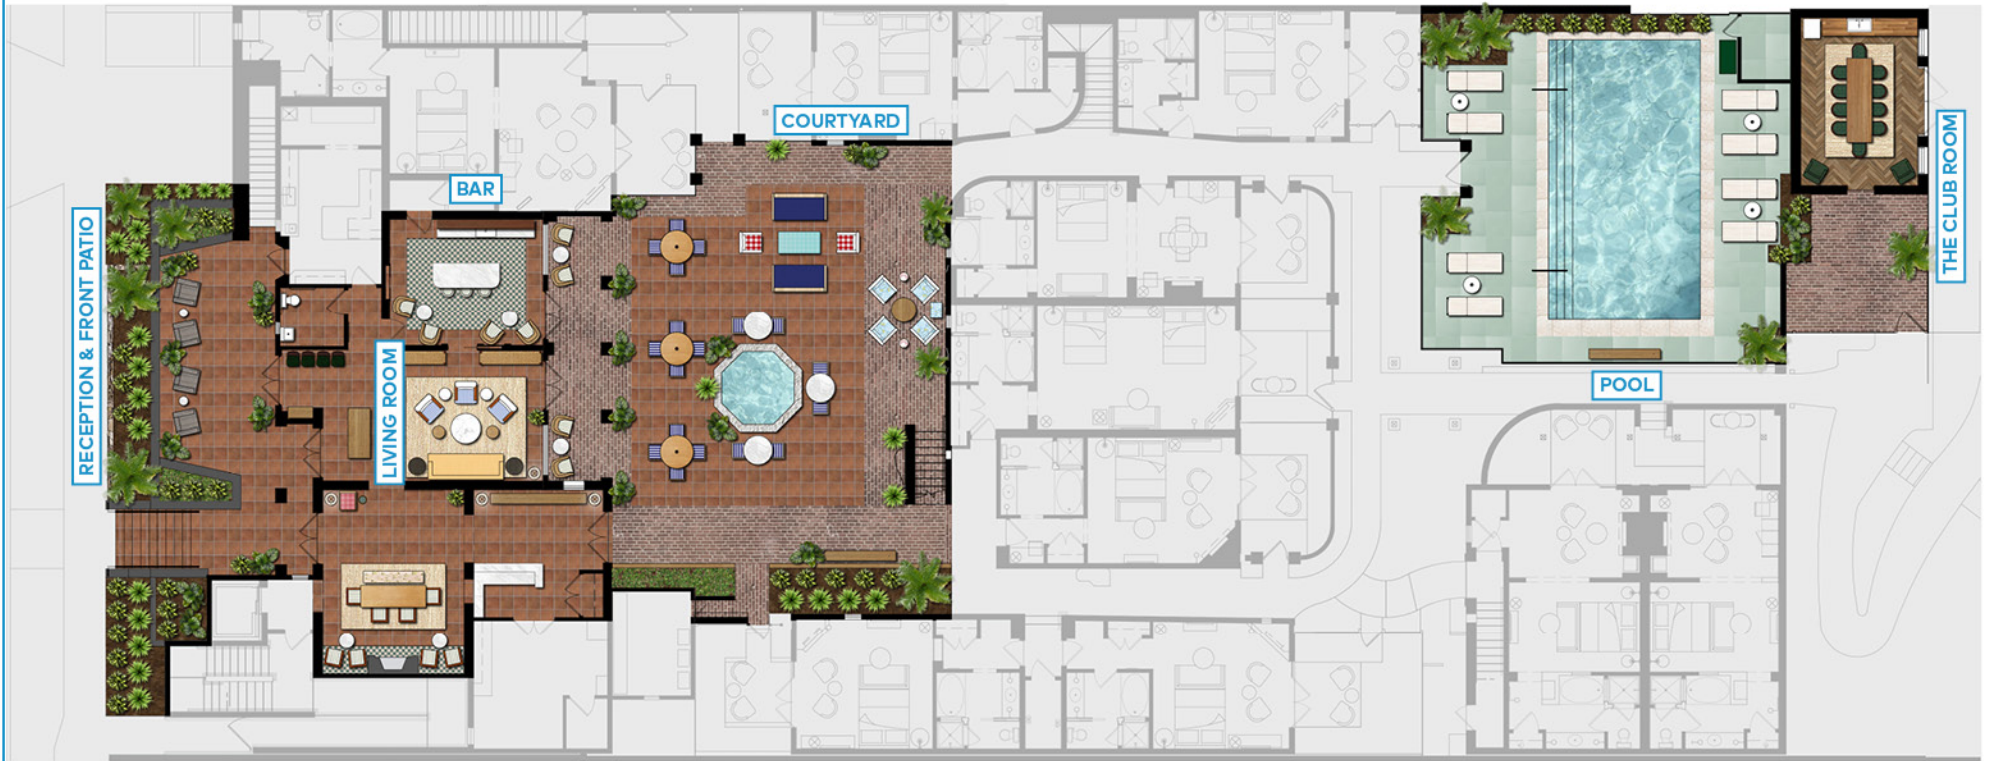 COURTYARD
BAR
RECEPTION & FRONT PATIO
LIVING ROOM
THE CLUB ROOM
POOL